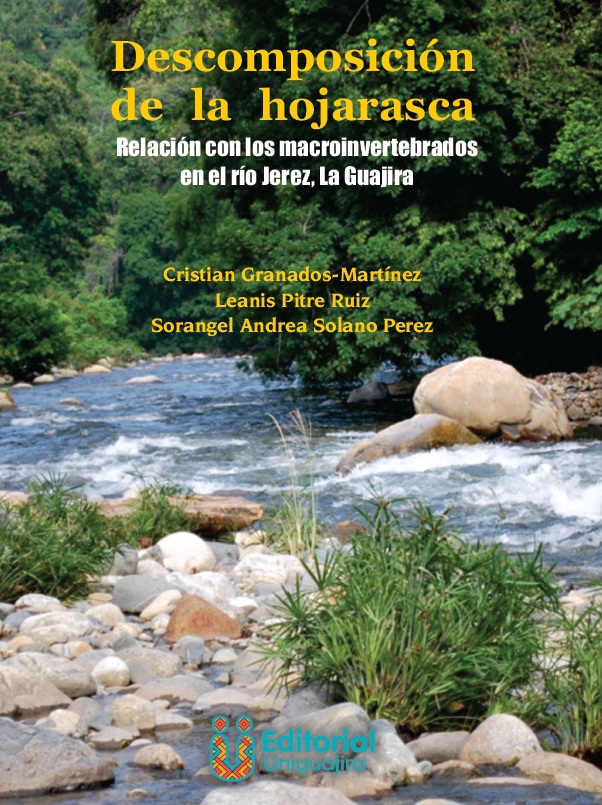 Descomposición
de la hojarasca
Relación con los macroinvertebrados
en el río Jerez, La Guajira
Cristian Granados-Martínez
Leanis Pitre Ruiz
Sorangel Andrea Solano Perez
Editorial
Uniguajira